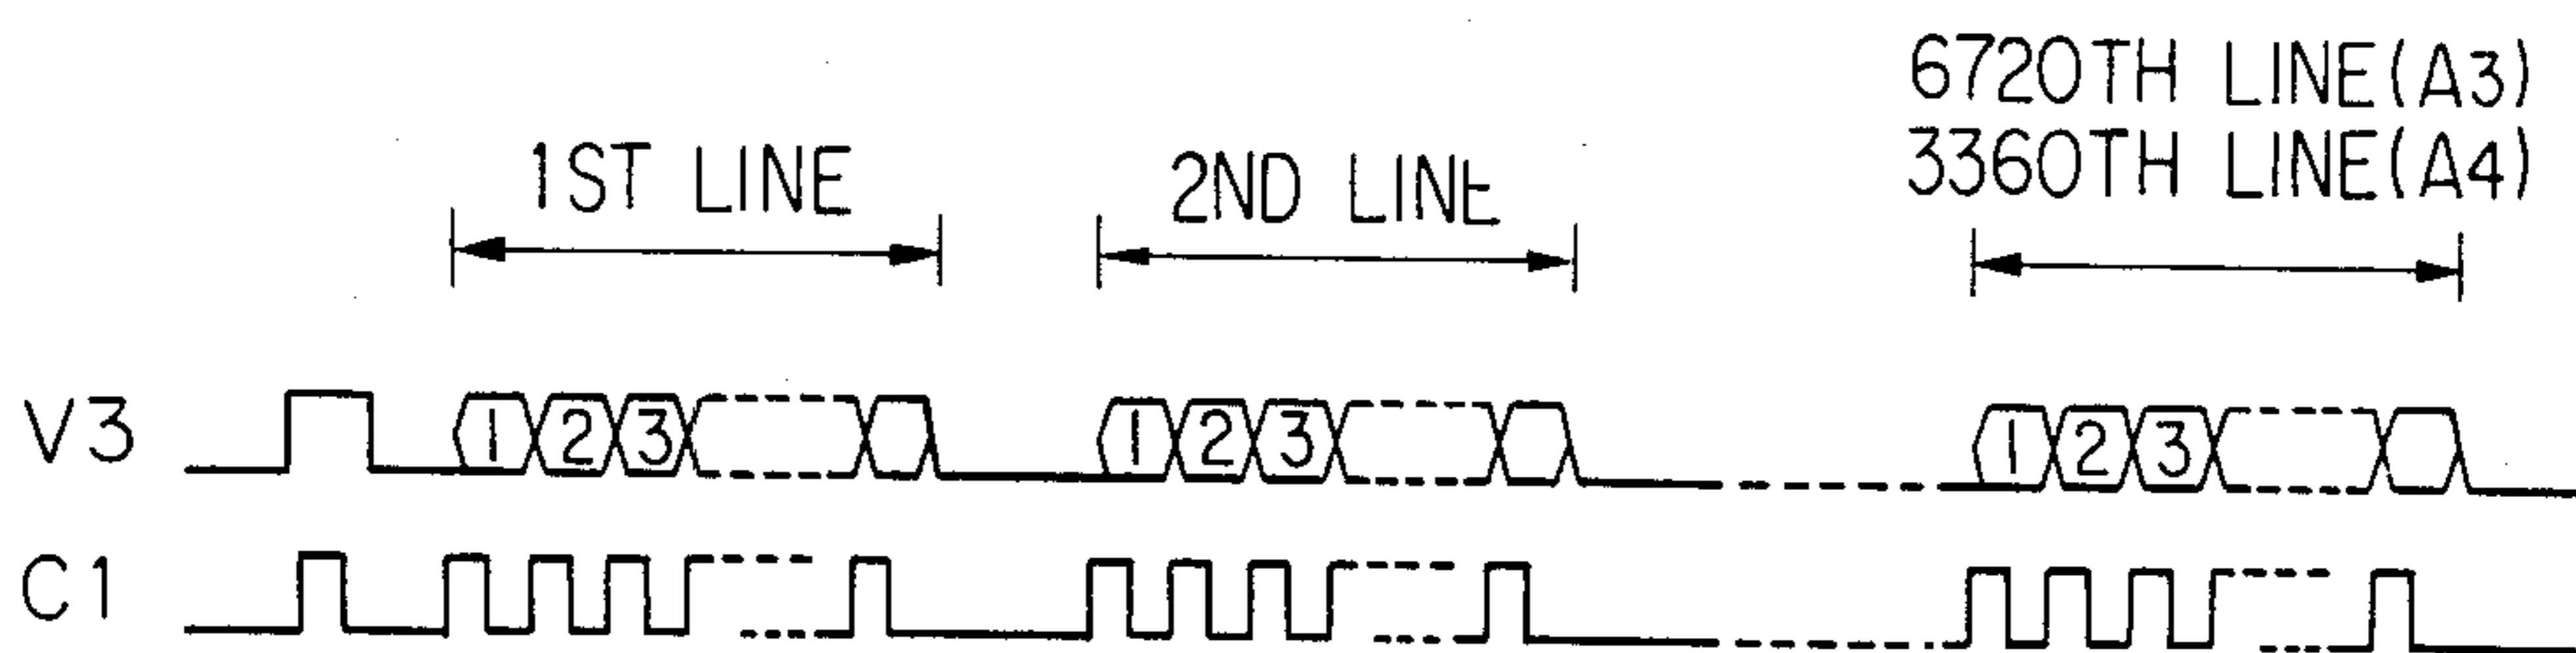 6720TH LINE(A3)
1ST LINE 2ND LINE 3360TH LINE(A4)
V3 1 2 3 1 2 3 1 2 3
C1